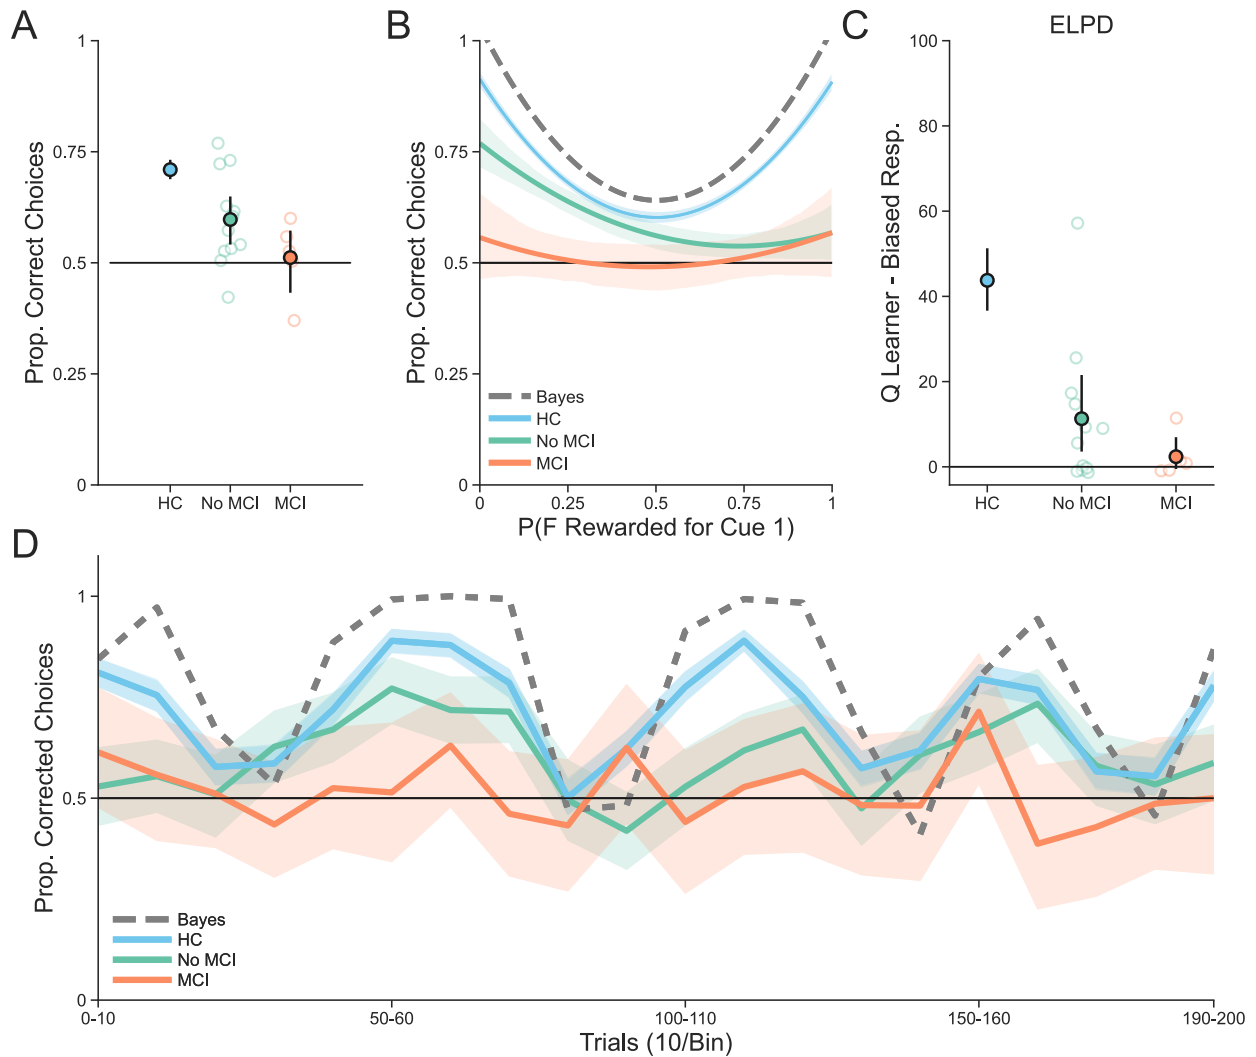 A
Prop. Correct Choices
1
0.75
0.5
0.25
0
HC
No MCI
MCI
B
Prop. Correct Choices
1
0.75
0.5
0.25
0
Bayes
HC
No MCI
MCI
0
0.25
0.5
0.75
1
P(F Rewarded for Cue 1)
C
ELPD
Q Learner - Biased Resp.
100
80
60
40
20
0
HC
No MCI
MCI
D
Prop. Corrected Choices
1
0.5
0
Bayes
HC
No MCI
MCI
0-10
50-60
100-110
150-160
190-200
Trials (10/Bin)